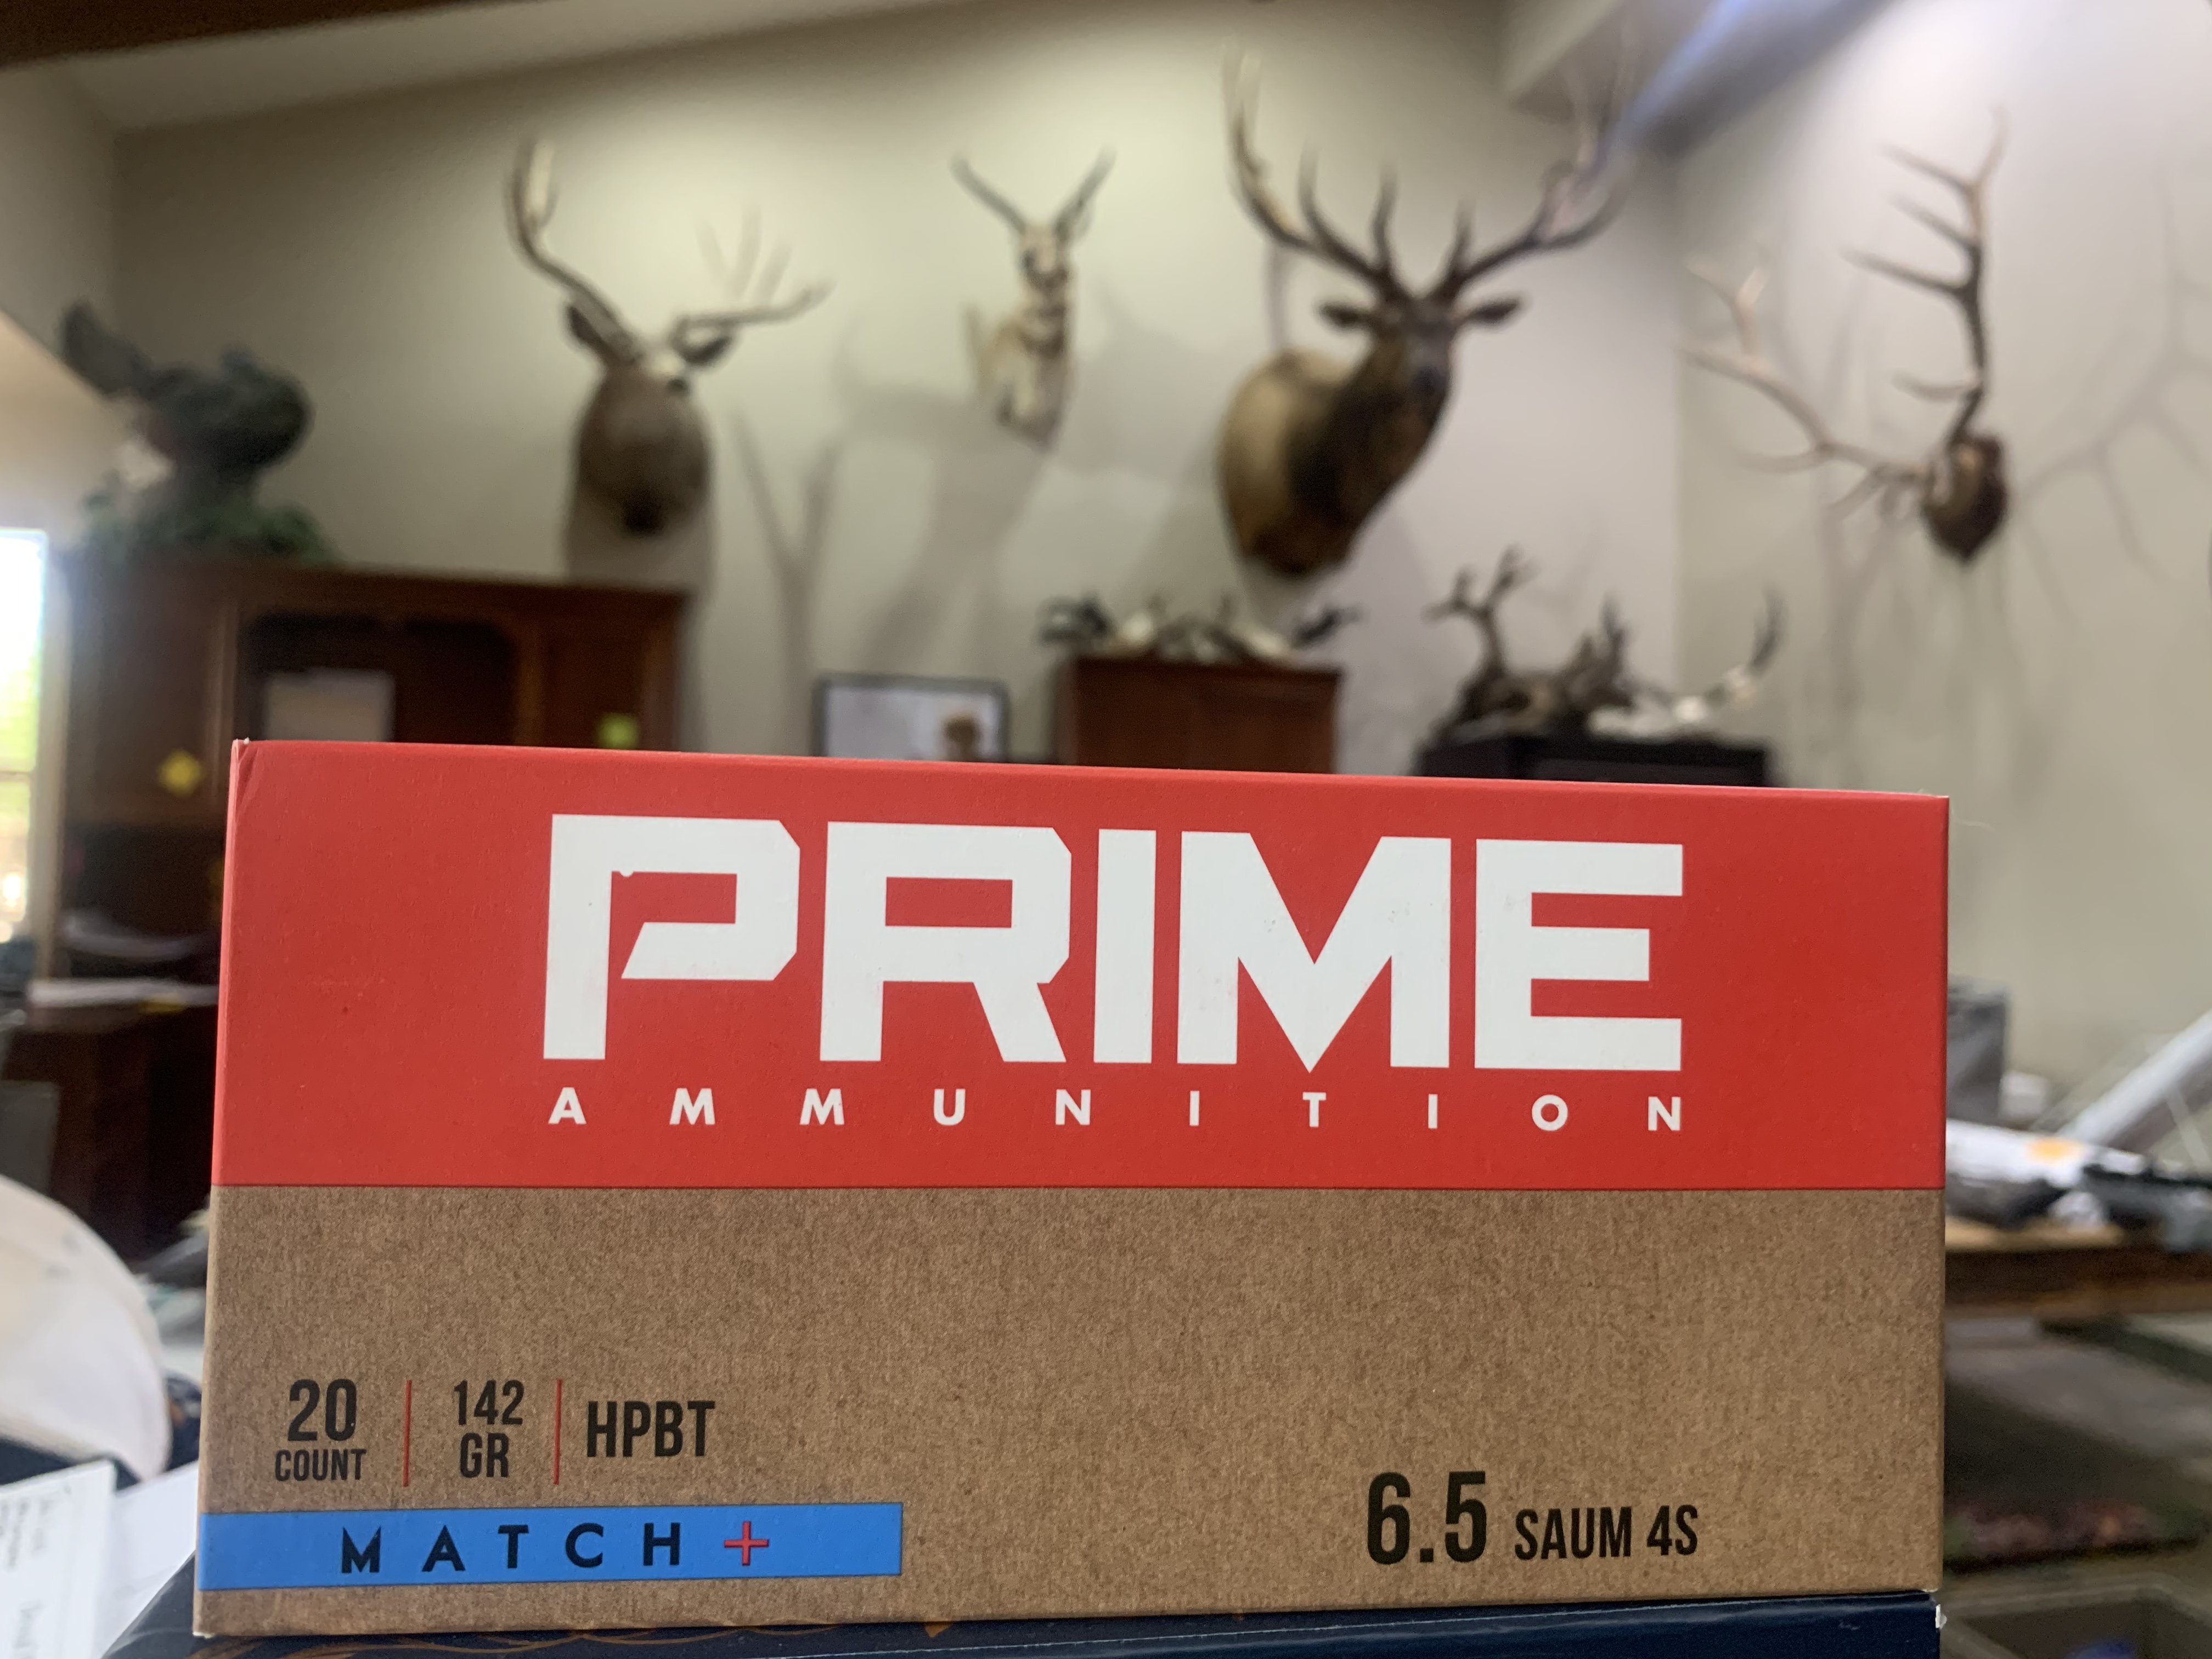 PRIME
AMMUNITION
20
COUNT
142
GR
HPBT
MATCH+
6.5 SAUM 4S